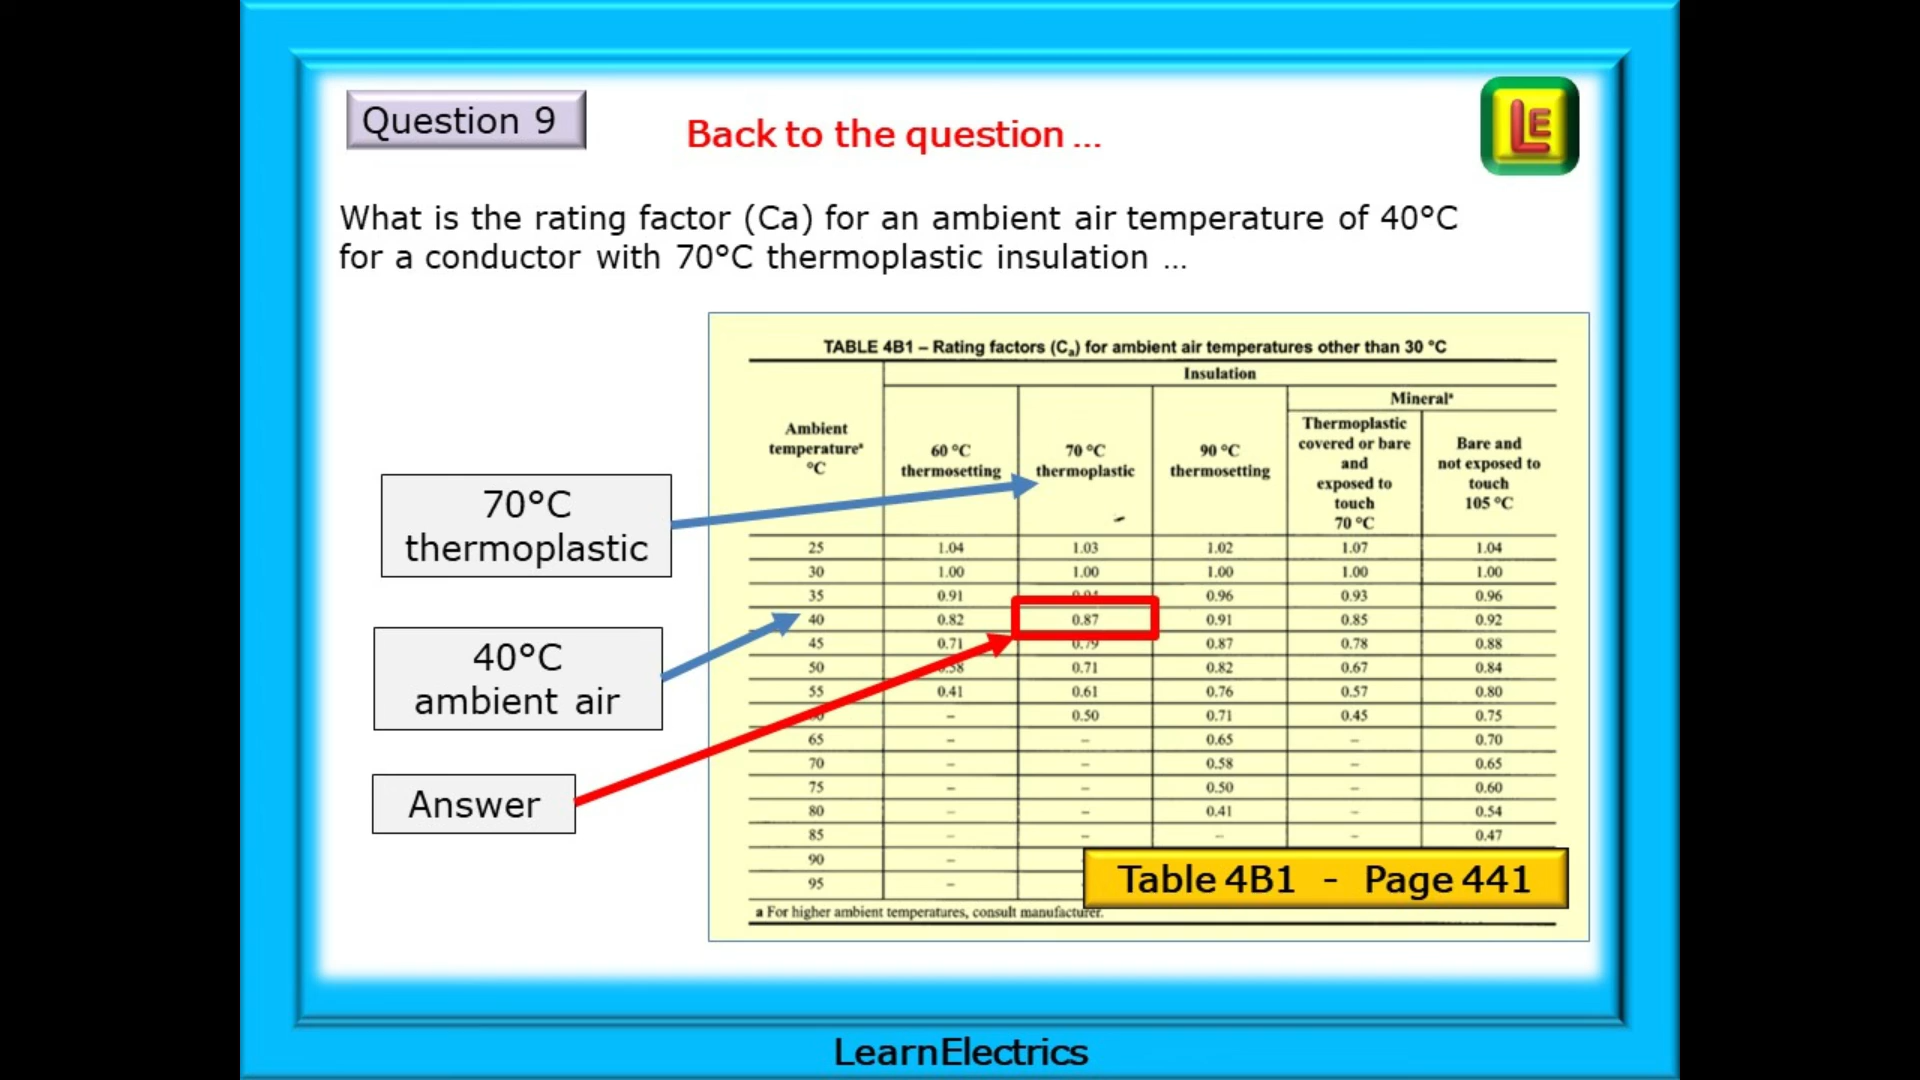 Question 9
Back to the question ...
LE
What is the rating factor (Ca) for an ambient air temperature of 40°C
for a conductor with 70°C thermoplastic insulation ...
70°C
thermoplastic
40°C
ambient air
Answer
TABLE 4B1 – Rating factors (Ca) for ambient air temperatures other than 30 °C
Insulation
Mineralᵃ
Ambient
temperatureᵃ
°C
60 °C
thermosetting
70 °C
thermoplastic
90 °C
thermosetting
Thermoplastic
covered or bare
and
exposed to
touch
70 °C
Bare and
not exposed to
touch
105 °C
25 1.04 1.03 1.02 1.07 1.04
30 1.00 1.00 1.00 1.00 1.00
35 0.91 0.96 0.93 0.96
40 0.82 0.87 0.91 0.85 0.92
45 0.71 0.79 0.87 0.78 0.88
50 0.71 0.82 0.67 0.84
55 0.41 0.61 0.76 0.57 0.80
– 0.50 0.71 0.45 0.75
65 – – 0.65 – 0.70
70 – – 0.58 – 0.65
75 – – 0.50 – 0.60
80 – – 0.41 – 0.54
85 – – – – 0.47
90 –
95 –
Table 4B1 - Page 441
a For higher ambient temperatures, consult manufacturer.
LearnElectrics